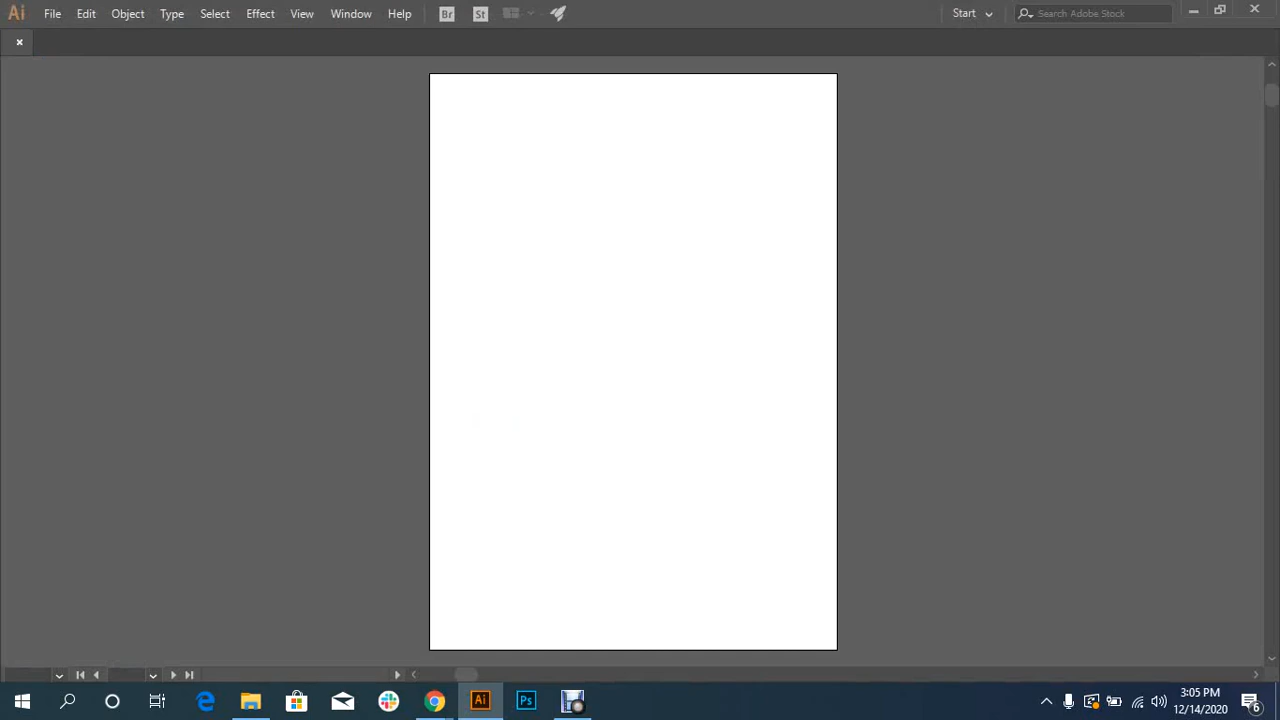 Ai File Edit Object Type Select Effect View Window Help Br St Start Search Adobe Stock
Ai Ps 3:05 PM
12/14/2020 6